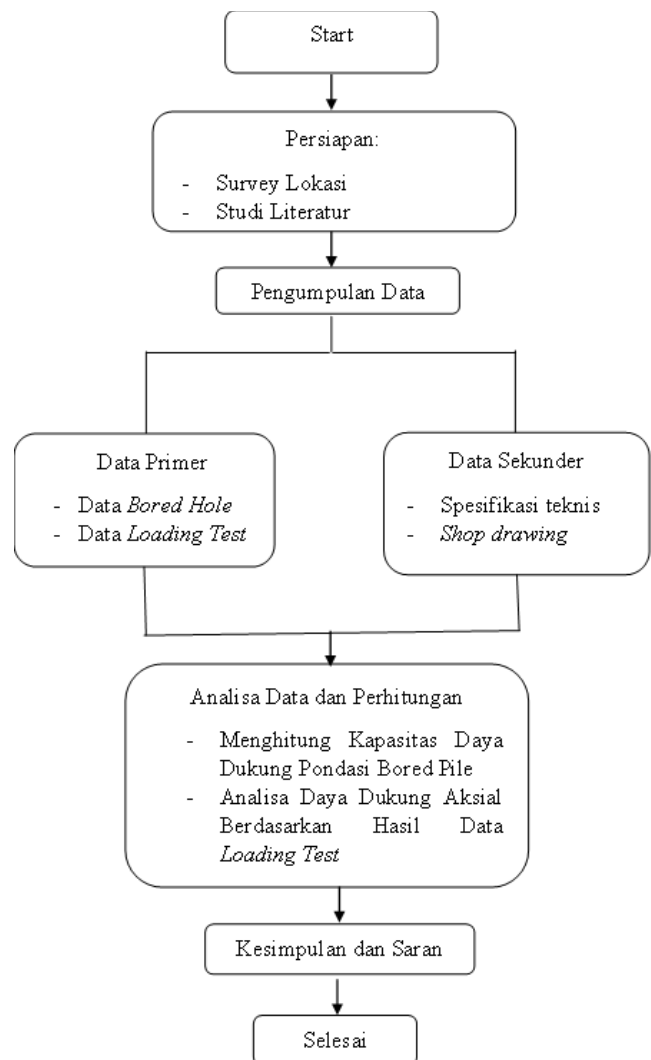 Start
Persiapan:
- Survey Lokasi
- Studi Literatur
Pengumpulan Data
Data Primer
- Data Bored Hole
- Data Loading Test
Data Sekunder
- Spesifikasi teknis
- Shop drawing
Analisa Data dan Perhitungan
- Menghitung Kapasitas Daya
Dukung Pondasi Bored Pile
- Analisa Daya Dukung Aksial
Berdasarkan Hasil Data
Loading Test
Kesimpulan dan Saran
Selesai